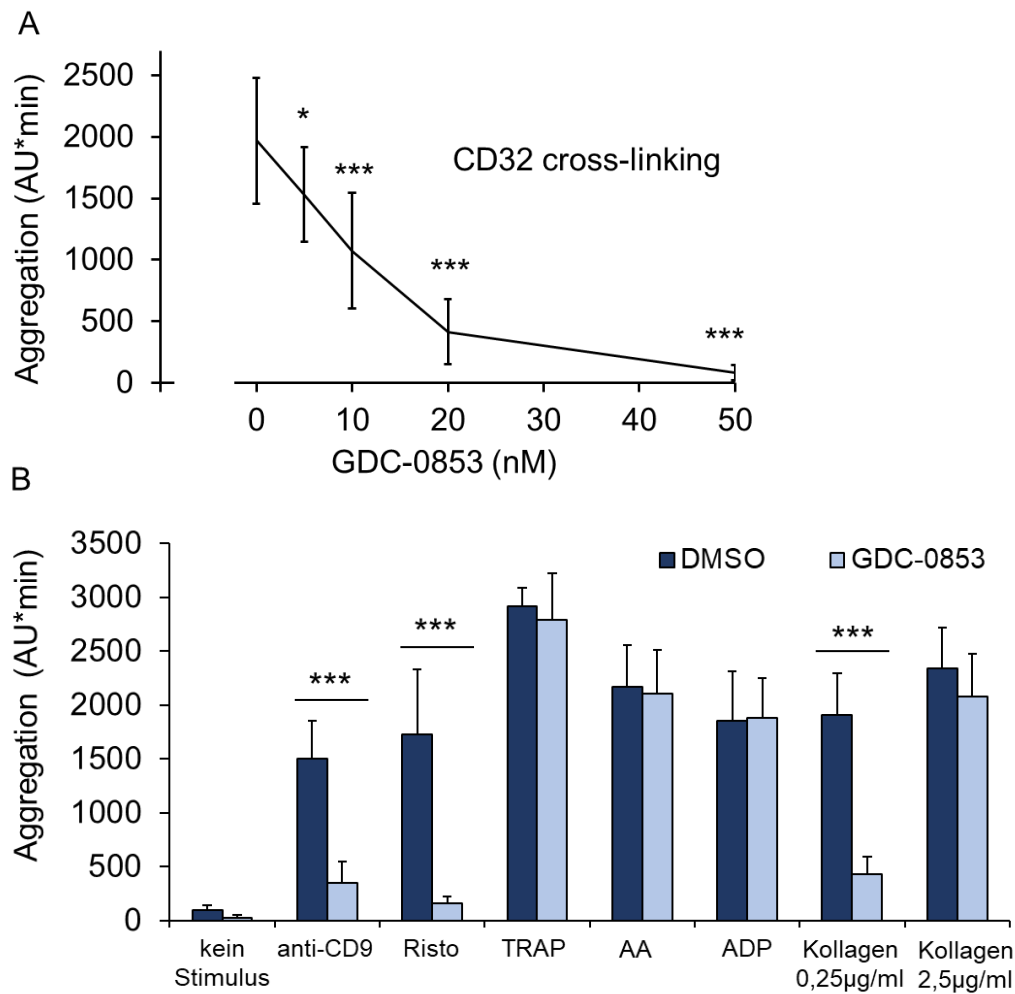 A
Aggregation (AU*min)
2500
2000
1500
1000
500
0
*
***
***
***
CD32 cross-linking
0 10 20 30 40 50
GDC-0853 (nM)
B
Aggregation (AU*min)
3500
3000
2500
2000
1500
1000
500
0
DMSO GDC-0853
***
***
***
kein Stimulus
anti-CD9
Risto
TRAP
AA
ADP
Kollagen
0,25µg/ml
Kollagen
2,5µg/ml